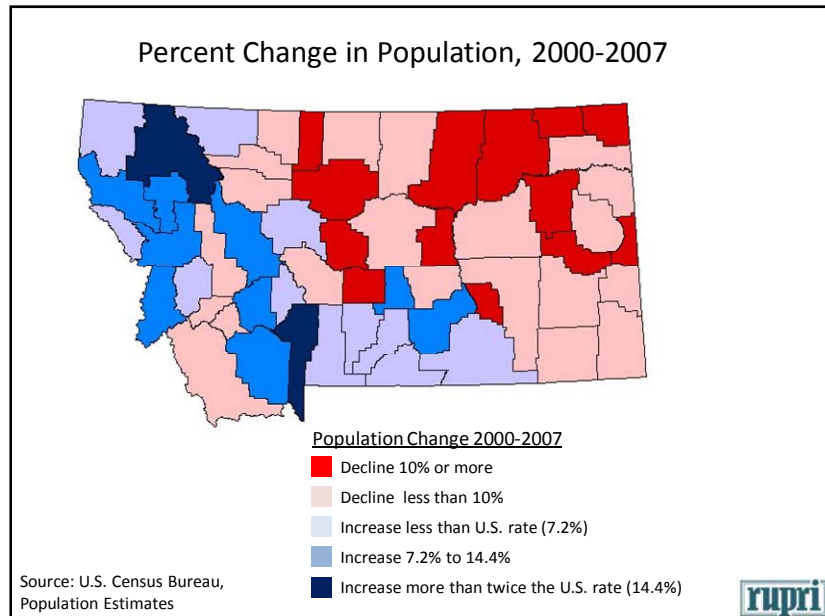 Percent Change in Population, 2000-2007
Population Change 2000-2007
Decline 10% or more
Decline less than 10%
Increase less than U.S. rate (7.2%)
Increase 7.2% to 14.4%
Increase more than twice the U.S. rate (14.4%)
Source: U.S. Census Bureau,
Population Estimates
rupri